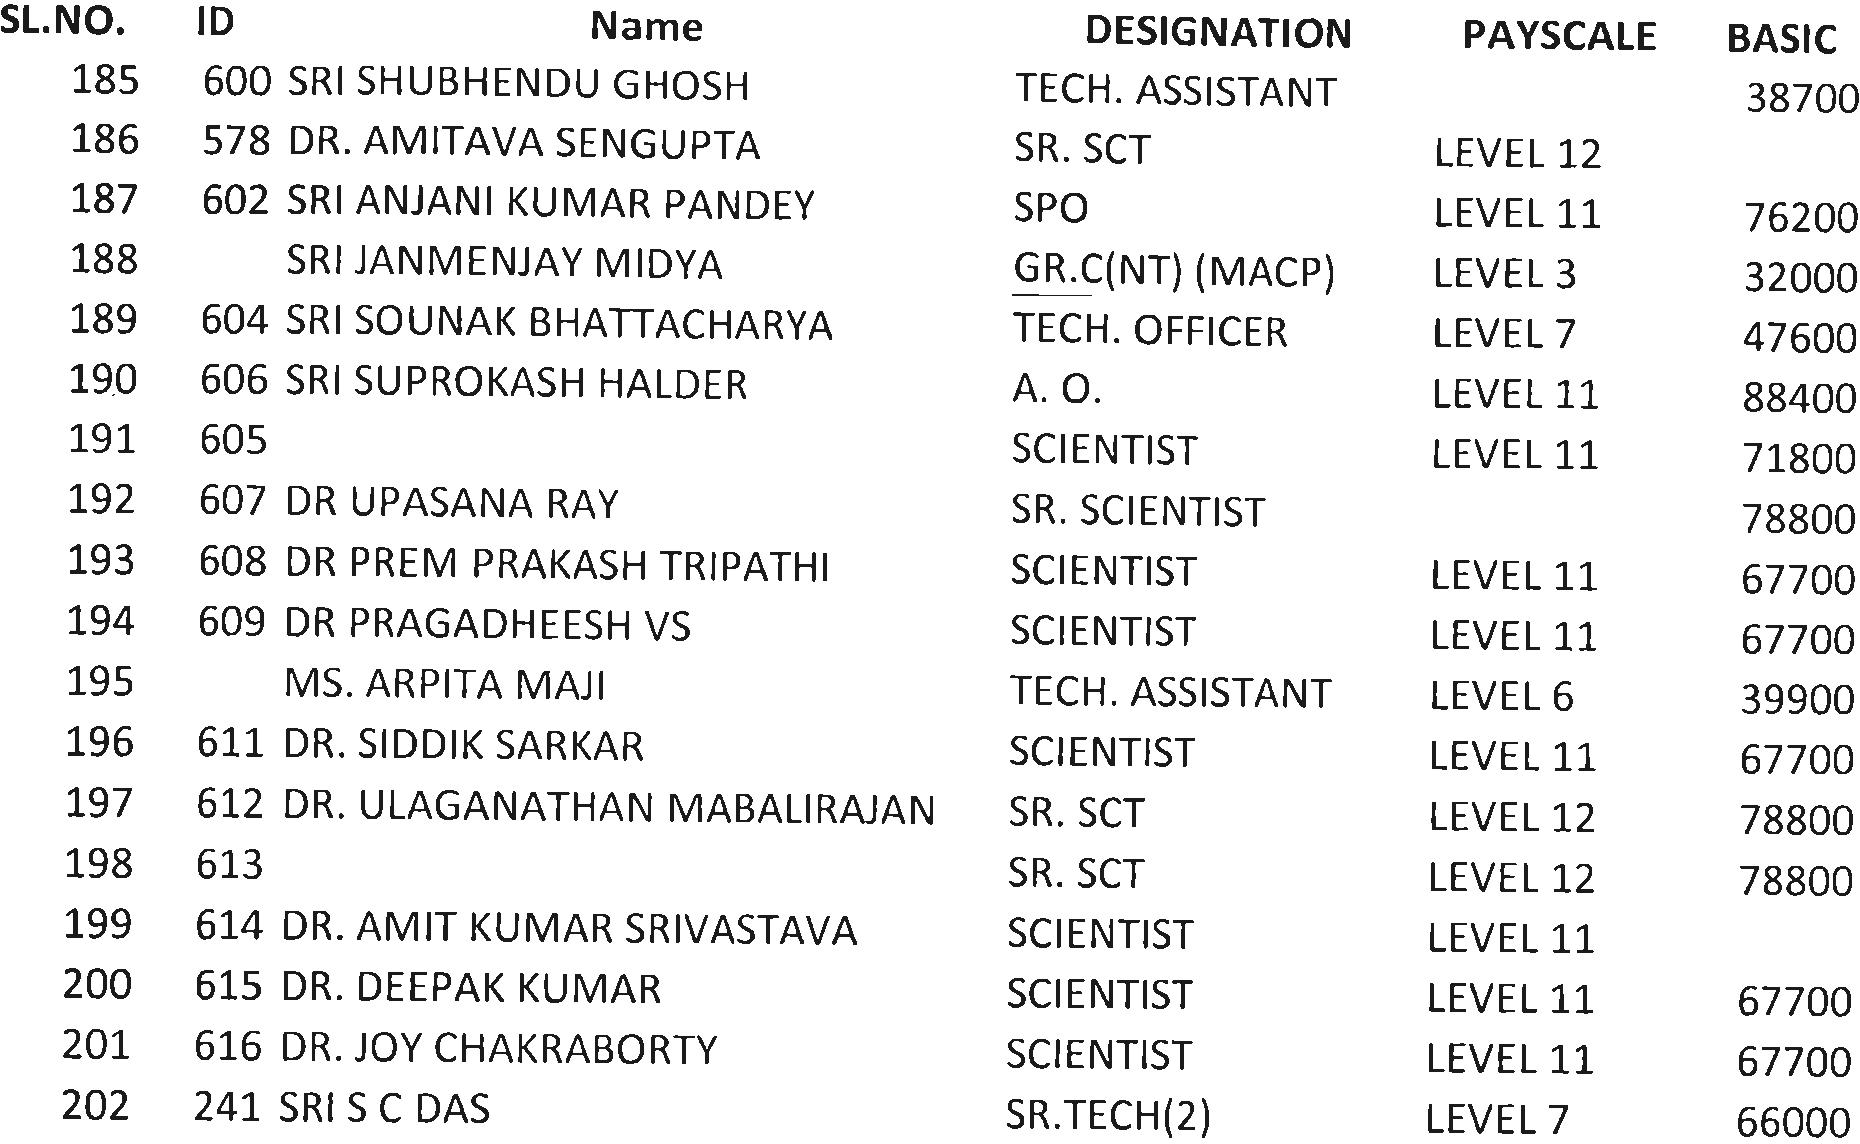 SL.NO. ID Name DESIGNATION PAYSCALE BASIC
185 600 SRI SHUBHENDU GHOSH TECH. ASSISTANT 38700
186 578 DR. AMITAVA SENGUPTA SR. SCT LEVEL 12
187 602 SRI ANJANI KUMAR PANDEY SPO LEVEL 11 76200
188 SRI JANMENJAY MIDYA GR.C(NT) (MACP) LEVEL 3 32000
189 604 SRI SOUNAK BHATTACHARYA TECH. OFFICER LEVEL 7 47600
190 606 SRI SUPROKASH HALDER A. O. LEVEL 11 88400
191 605 SCIENTIST LEVEL 11 71800
192 607 DR UPASANA RAY SR. SCIENTIST 78800
193 608 DR PREM PRAKASH TRIPATHI SCIENTIST LEVEL 11 67700
194 609 DR PRAGADHEESH VS SCIENTIST LEVEL 11 67700
195 MS. ARPITA MAJI TECH. ASSISTANT LEVEL 6 39900
196 611 DR. SIDDIK SARKAR SCIENTIST LEVEL 11 67700
197 612 DR. ULAGANATHAN MABALIRAJAN SR. SCT LEVEL 12 78800
198 613 SR. SCT LEVEL 12 78800
199 614 DR. AMIT KUMAR SRIVASTAVA SCIENTIST LEVEL 11
200 615 DR. DEEPAK KUMAR SCIENTIST LEVEL 11 67700
201 616 DR. JOY CHAKRABORTY SCIENTIST LEVEL 11 67700
202 241 SRI S C DAS SR.TECH(2) LEVEL 7 66000